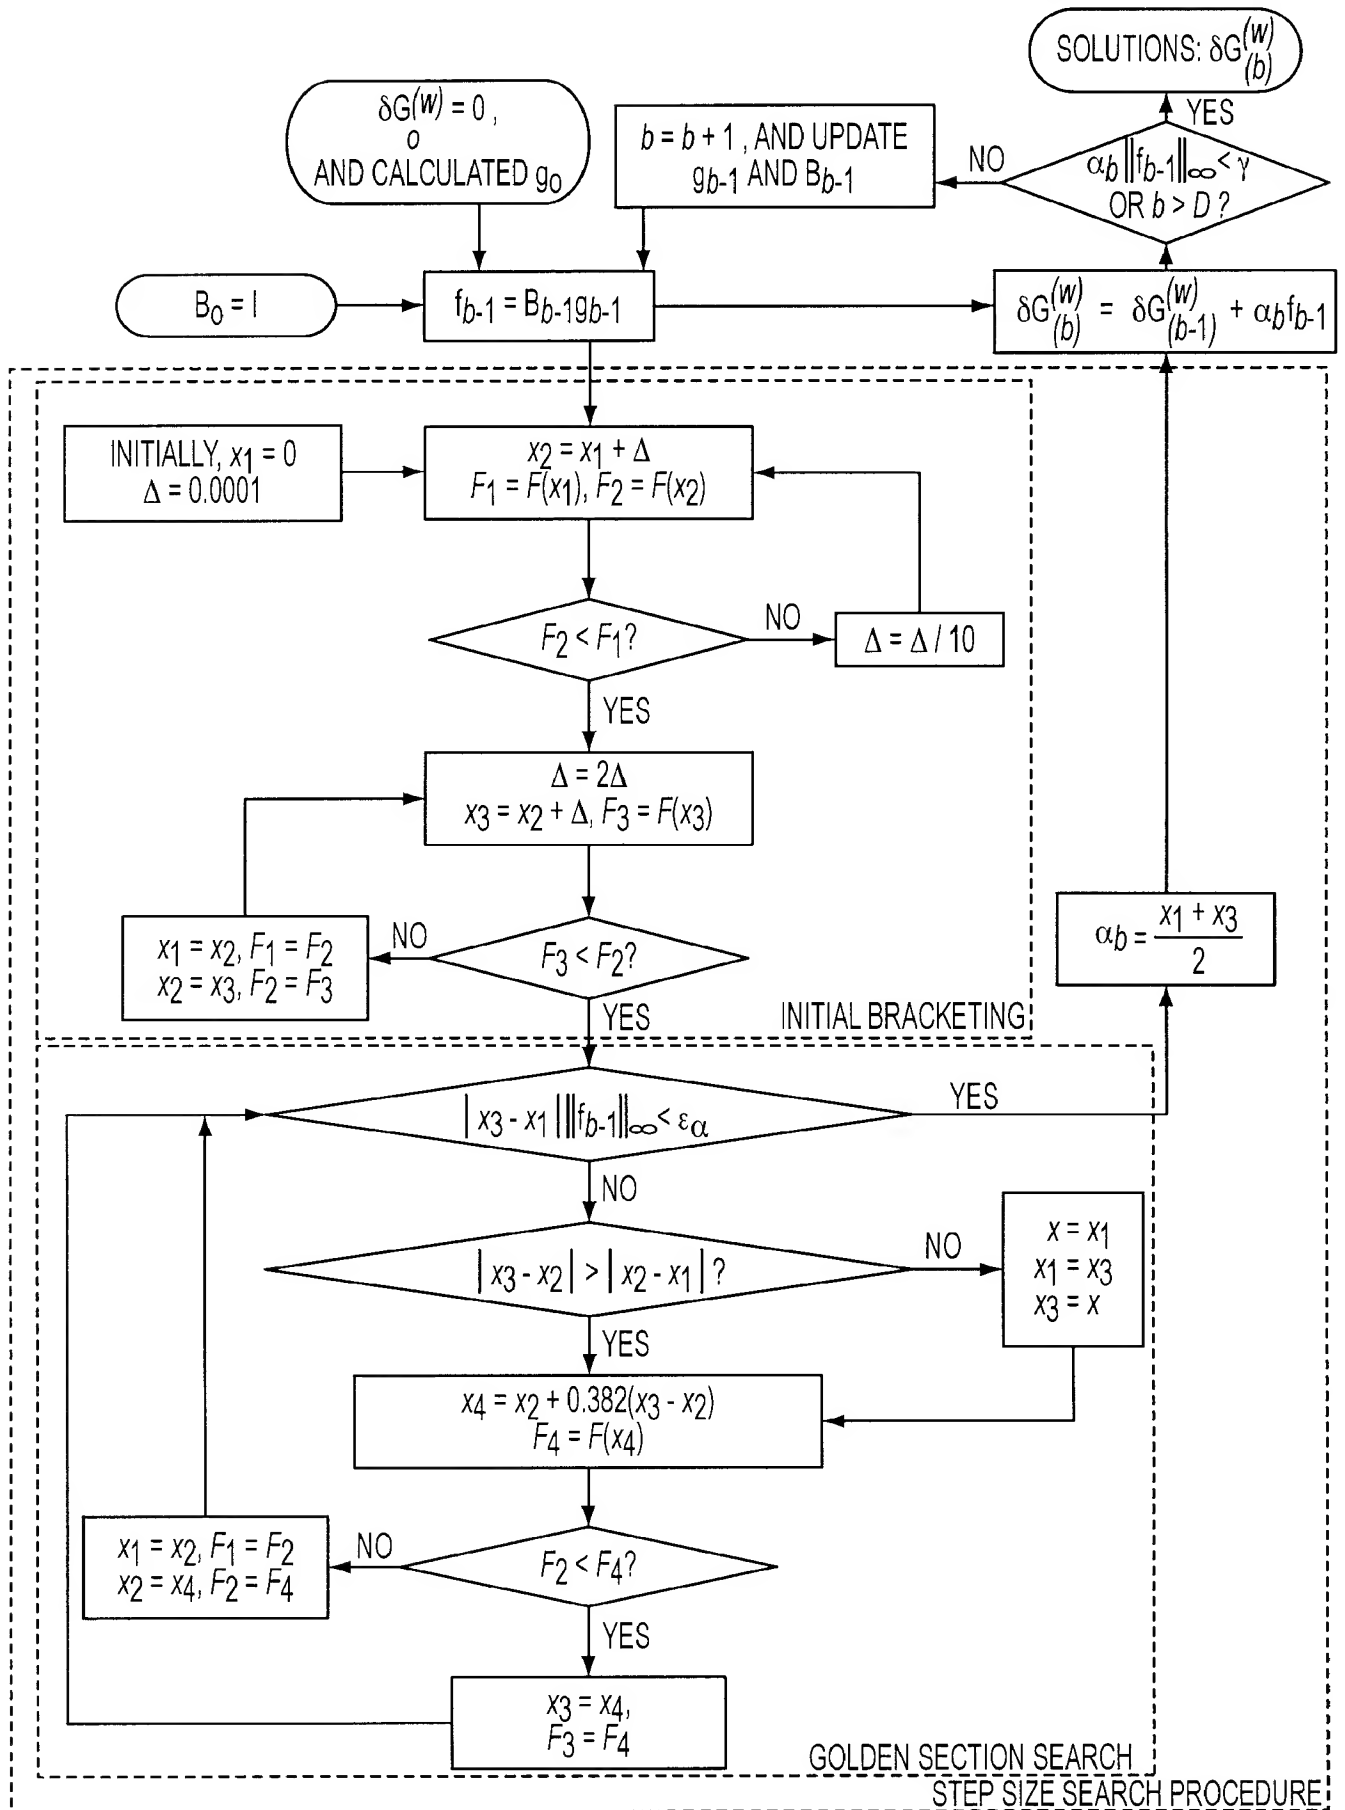 SOLUTIONS: δG(w)(b)
δG(w) = 0 ,
o
AND CALCULATED g0
b = b + 1 , AND UPDATE
gb-1 AND Bb-1
NO
YES
αb‖fb-1‖∞ < γ
OR b > D ?
B0 = I
fb-1 = Bb-1gb-1
δG(w)(b) = δG(w)(b-1) + αbfb-1
INITIALLY, x1 = 0
Δ = 0.0001
x2 = x1 + Δ
F1 = F(x1), F2 = F(x2)
F2 < F1?
NO
Δ = Δ / 10
YES
Δ = 2Δ
x3 = x2 + Δ, F3 = F(x3)
x1 = x2, F1 = F2
x2 = x3, F2 = F3
NO
F3 < F2?
YES
INITIAL BRACKETING
αb = x1 + x3
2
|x3 - x1|‖fb-1‖∞ < εα
YES
NO
|x3 - x2| > |x2 - x1| ?
NO
x = x1
x1 = x3
x3 = x
YES
x4 = x2 + 0.382(x3 - x2)
F4 = F(x4)
x1 = x2, F1 = F2
x2 = x4, F2 = F4
NO
F2 < F4?
YES
x3 = x4,
F3 = F4
GOLDEN SECTION SEARCH
STEP SIZE SEARCH PROCEDURE